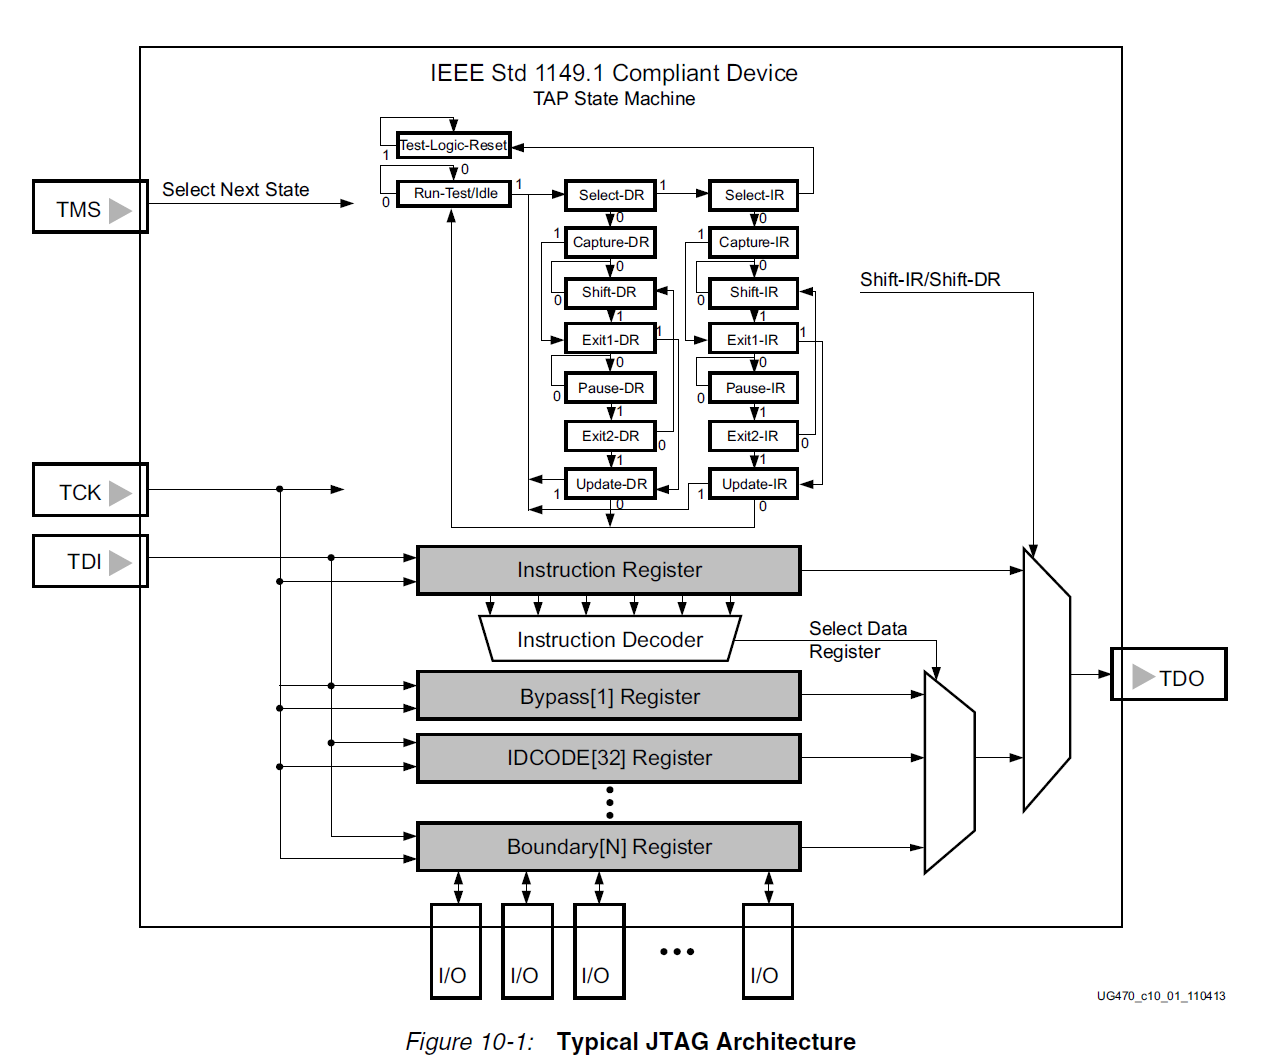 IEEE Std 1149.1 Compliant Device
TAP State Machine
Test-Logic-Reset
1
0
Run-Test/Idle
0
1
Select-DR
1
Select-IR
0
0
TMS
Select Next State
1
Capture-DR
0
1
Capture-IR
0
Shift-DR
0
1
Shift-IR
0
1
Shift-IR/Shift-DR
Exit1-DR
1
0
Exit1-IR
1
0
Pause-DR
0
1
Pause-IR
0
1
Exit2-DR
0
1
Exit2-IR
0
1
Update-DR
1
0
Update-IR
1
0
TCK
TDI
Instruction Register
Instruction Decoder
Select Data
Register
Bypass[1] Register
TDO
IDCODE[32] Register
Boundary[N] Register
I/O
I/O
I/O
I/O
UG470_c10_01_110413
Figure 10-1: Typical JTAG Architecture